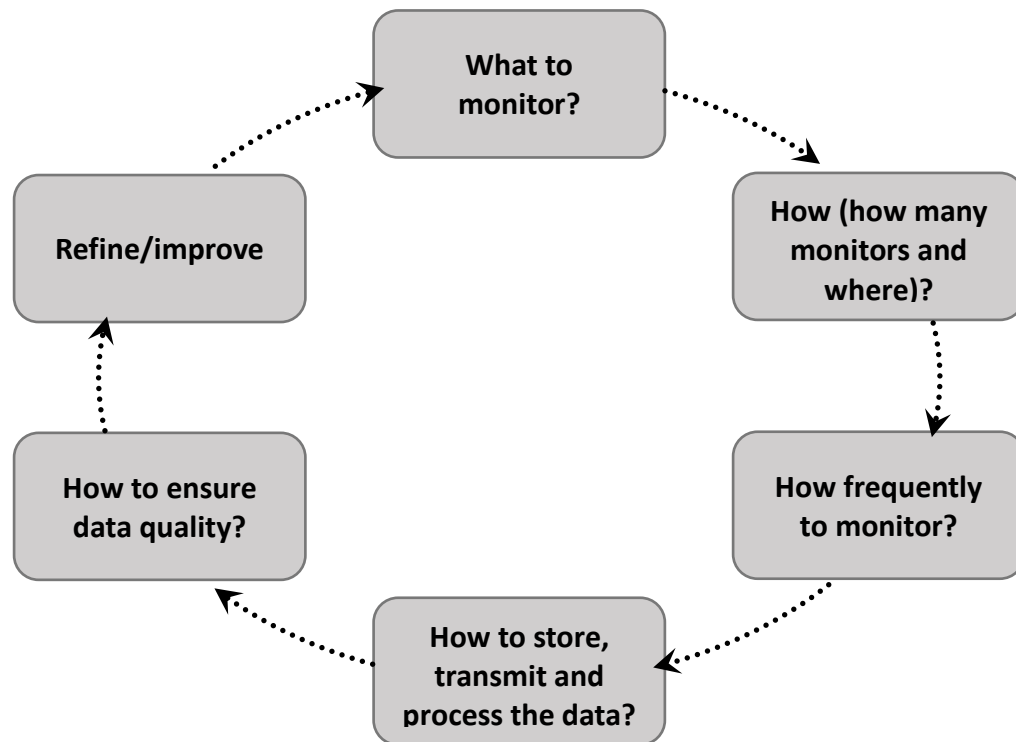 What to
monitor?
How (how many
monitors and
where)?
How frequently
to monitor?
How to store,
transmit and
process the data?
How to ensure
data quality?
Refine/improve